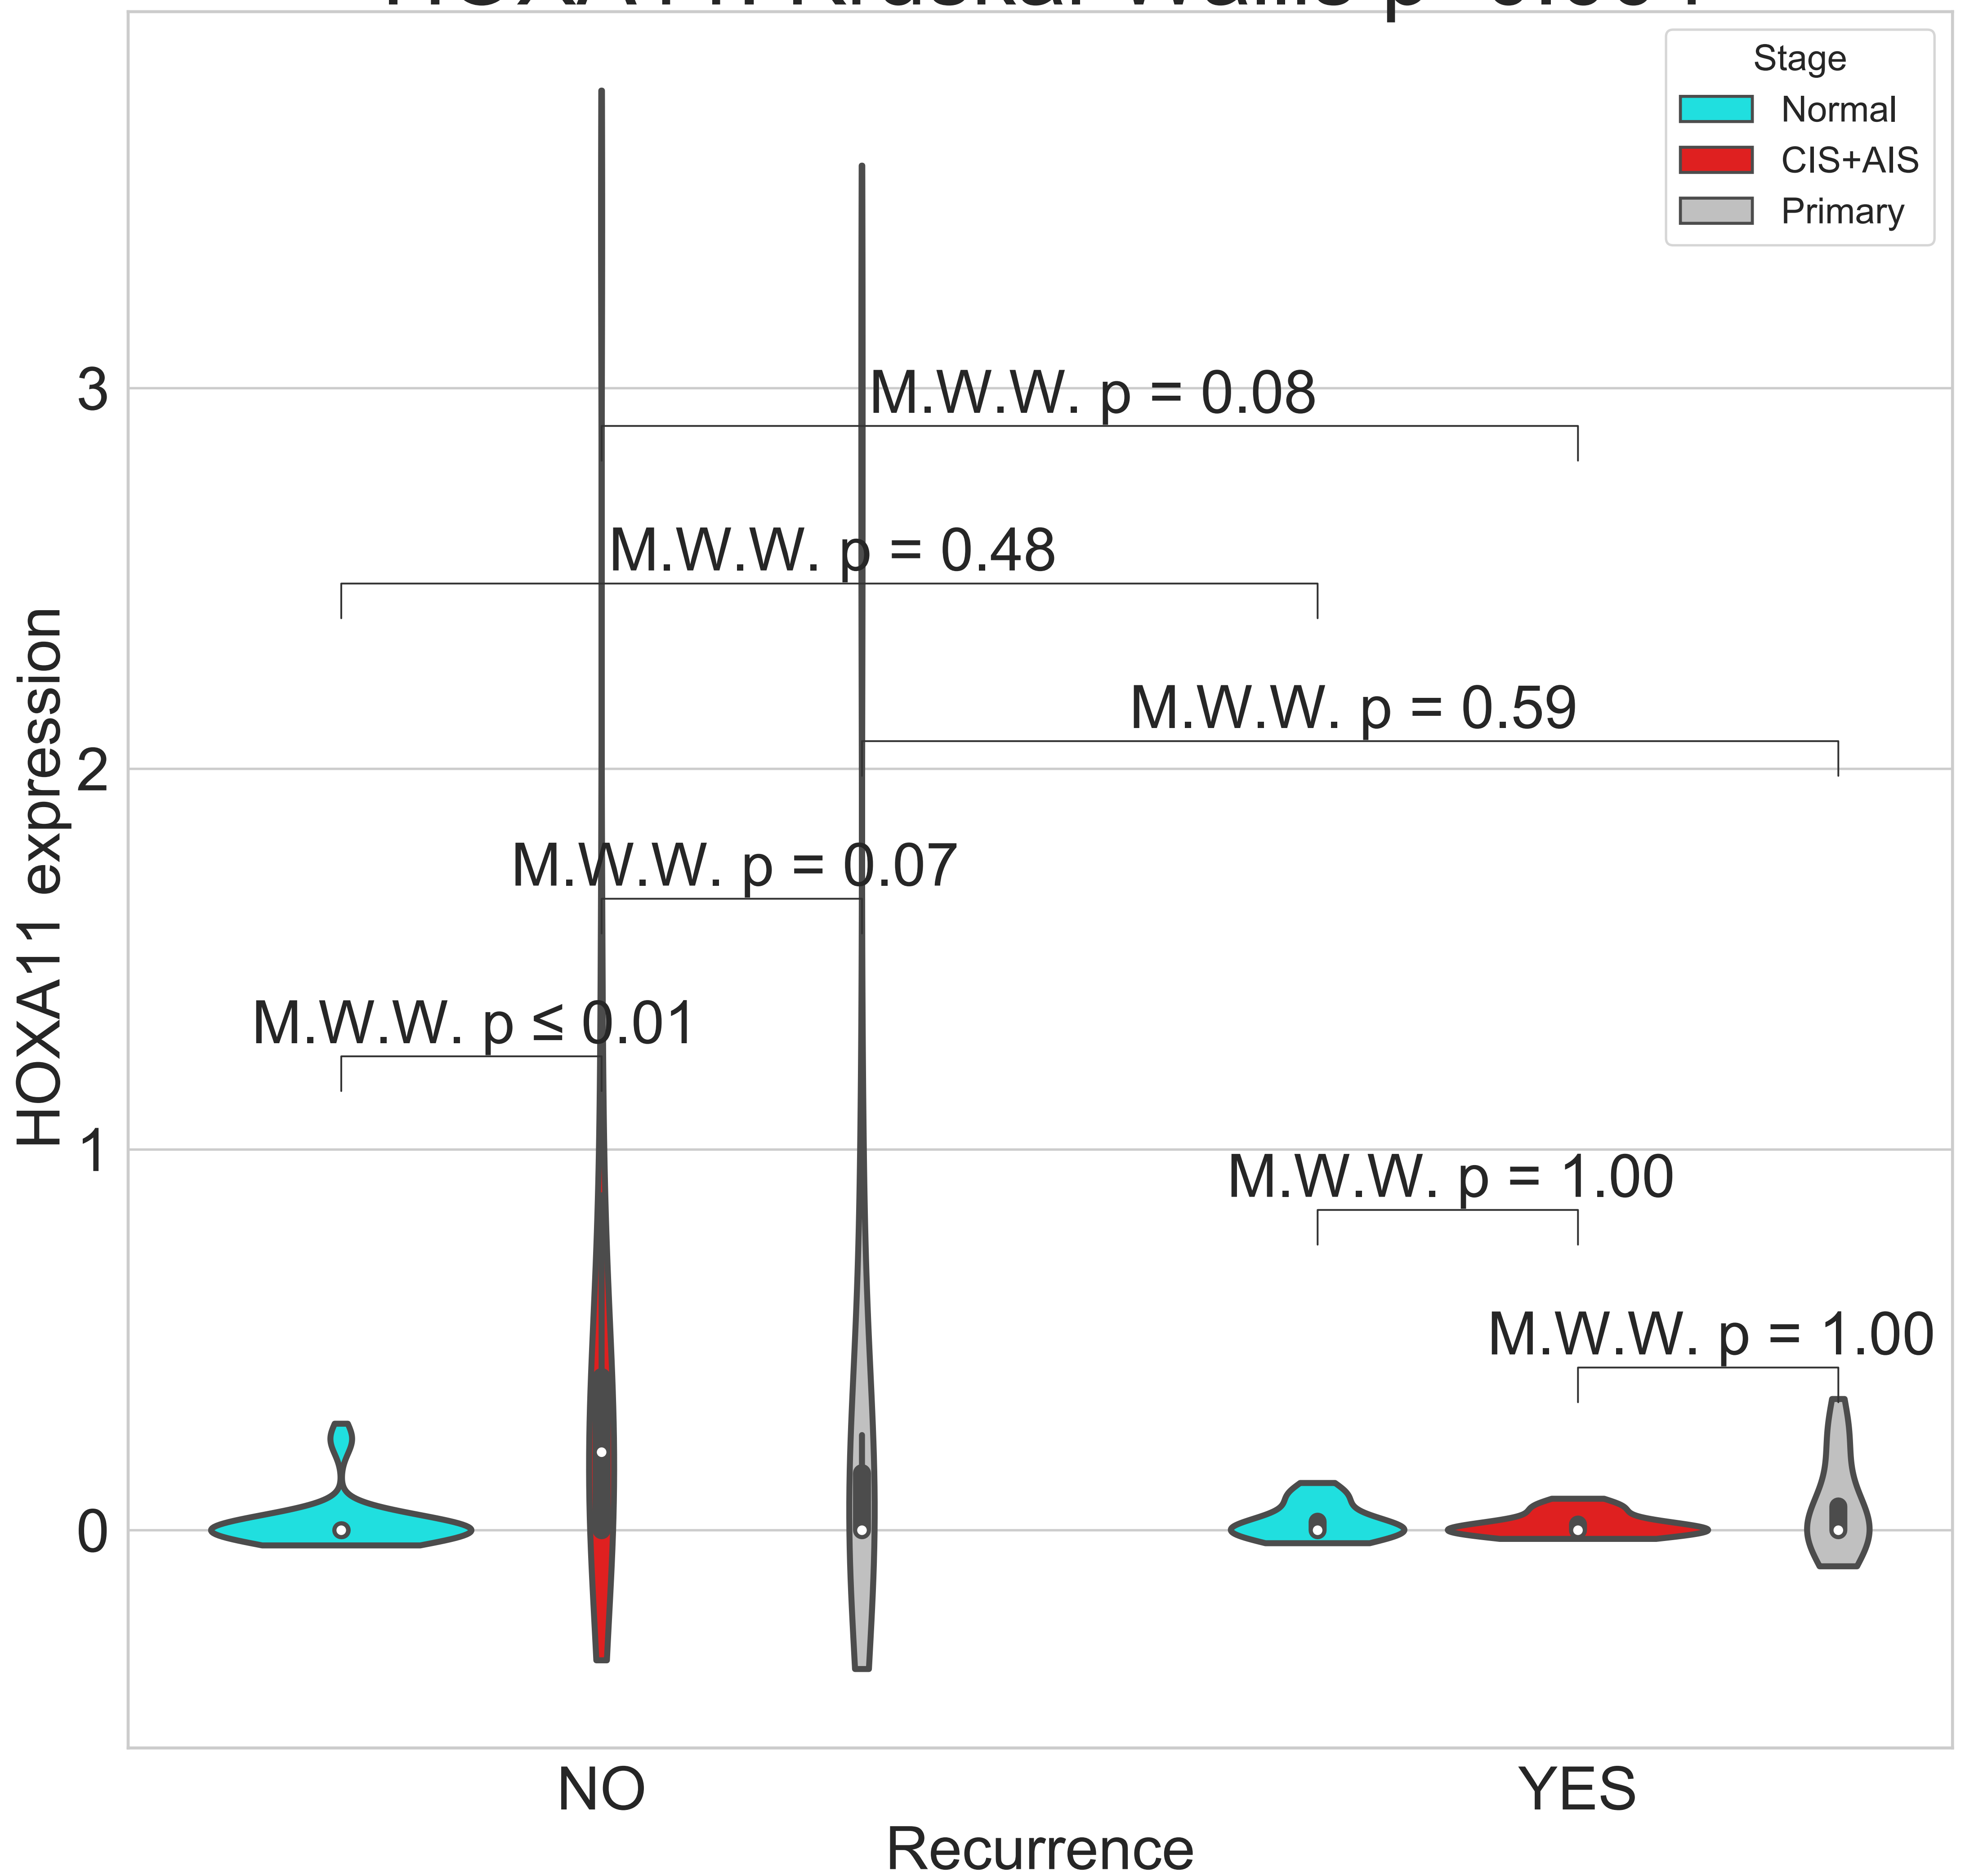 Stage
Normal
CIS+AIS
Primary
M.W.W. p = 0.08
M.W.W. p = 0.48
M.W.W. p = 0.59
M.W.W. p = 0.07
M.W.W. p ≤ 0.01
M.W.W. p = 1.00
M.W.W. p = 1.00
3
2
1
0
HOXA11 expression
NO
YES
Recurrence